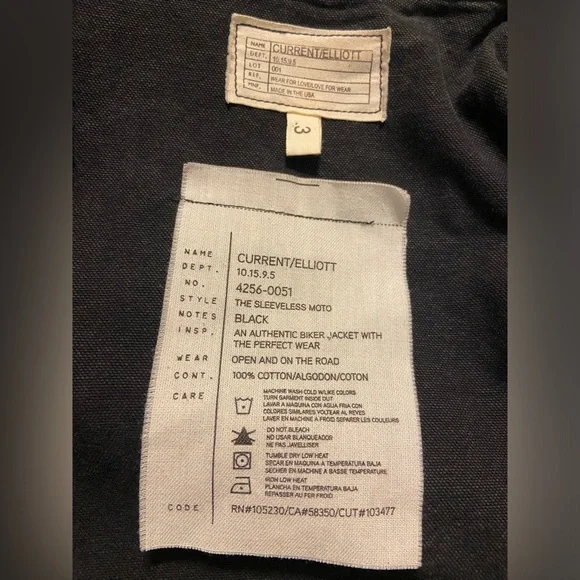 NAME CURRENT/ELLIOTT
DEPT. 10.15.9.5
LOT 001
REF. WEAR FOR LOVE/LOVE FOR WEAR
MADE IN THE USA
3
NAME CURRENT/ELLIOTT
DEPT. 10.15.9.5
NO. 4256-0051
STYLE THE SLEEVELESS MOTO
NOTES BLACK
INSP. AN AUTHENTIC BIKER JACKET WITH
THE PERFECT WEAR
WEAR OPEN AND ON THE ROAD
CONT. 100% COTTON/ALGODON/COTON
CARE MACHINE WASH COLD W/LIKE COLORS
TURN GARMENT INSIDE OUT
LAVAR A MAQUINA CON AGUA FRIA CON
COLORES SIMILARES VOLTEAR AL REVES
LAVER EN MACHINE A FROID SEPARER LES COULEURS
DO NOT BLEACH
NO USAR BLANQUEADOR
NE PAS JAVELLISER
TUMBLE DRY LOW HEAT
SECAR EN MAQUINA A TEMPERATURA BAJA
SECHER EN MACHINE A BASSE TEMPERATURE
IRON LOW HEAT
PLANCHA EN TEMPERATURA BAJA
REPASSER AU FER FROID
CODE RN#105230/CA#58350/CUT#103477